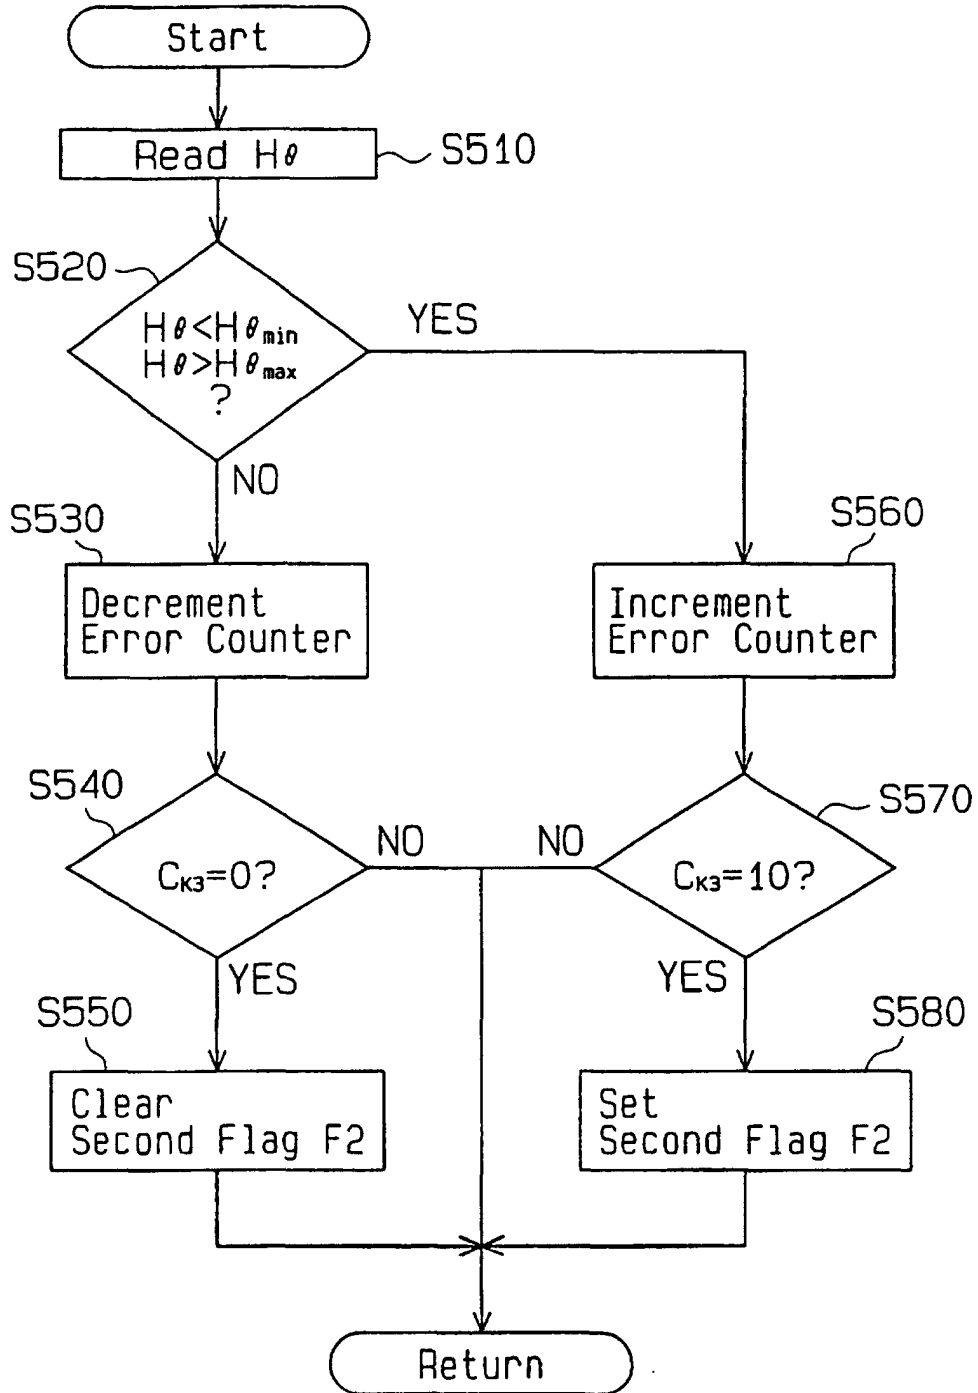 Start
Read Hθ
S510
S520
Hθ<Hθmin
Hθ>Hθmax
?
YES
NO
S530
Decrement
Error Counter
S560
Increment
Error Counter
S540
CK3=0?
NO
NO
S570
CK3=10?
YES
YES
S550
Clear
Second Flag F2
S580
Set
Second Flag F2
Return